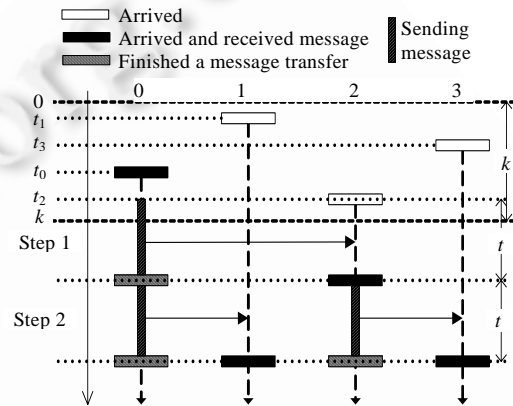 Arrived
Arrived and received message
Finished a message transfer
Sending message
0 1 2 3
0
t1
t3
t0
t2
k
k
Step 1
t
Step 2
t